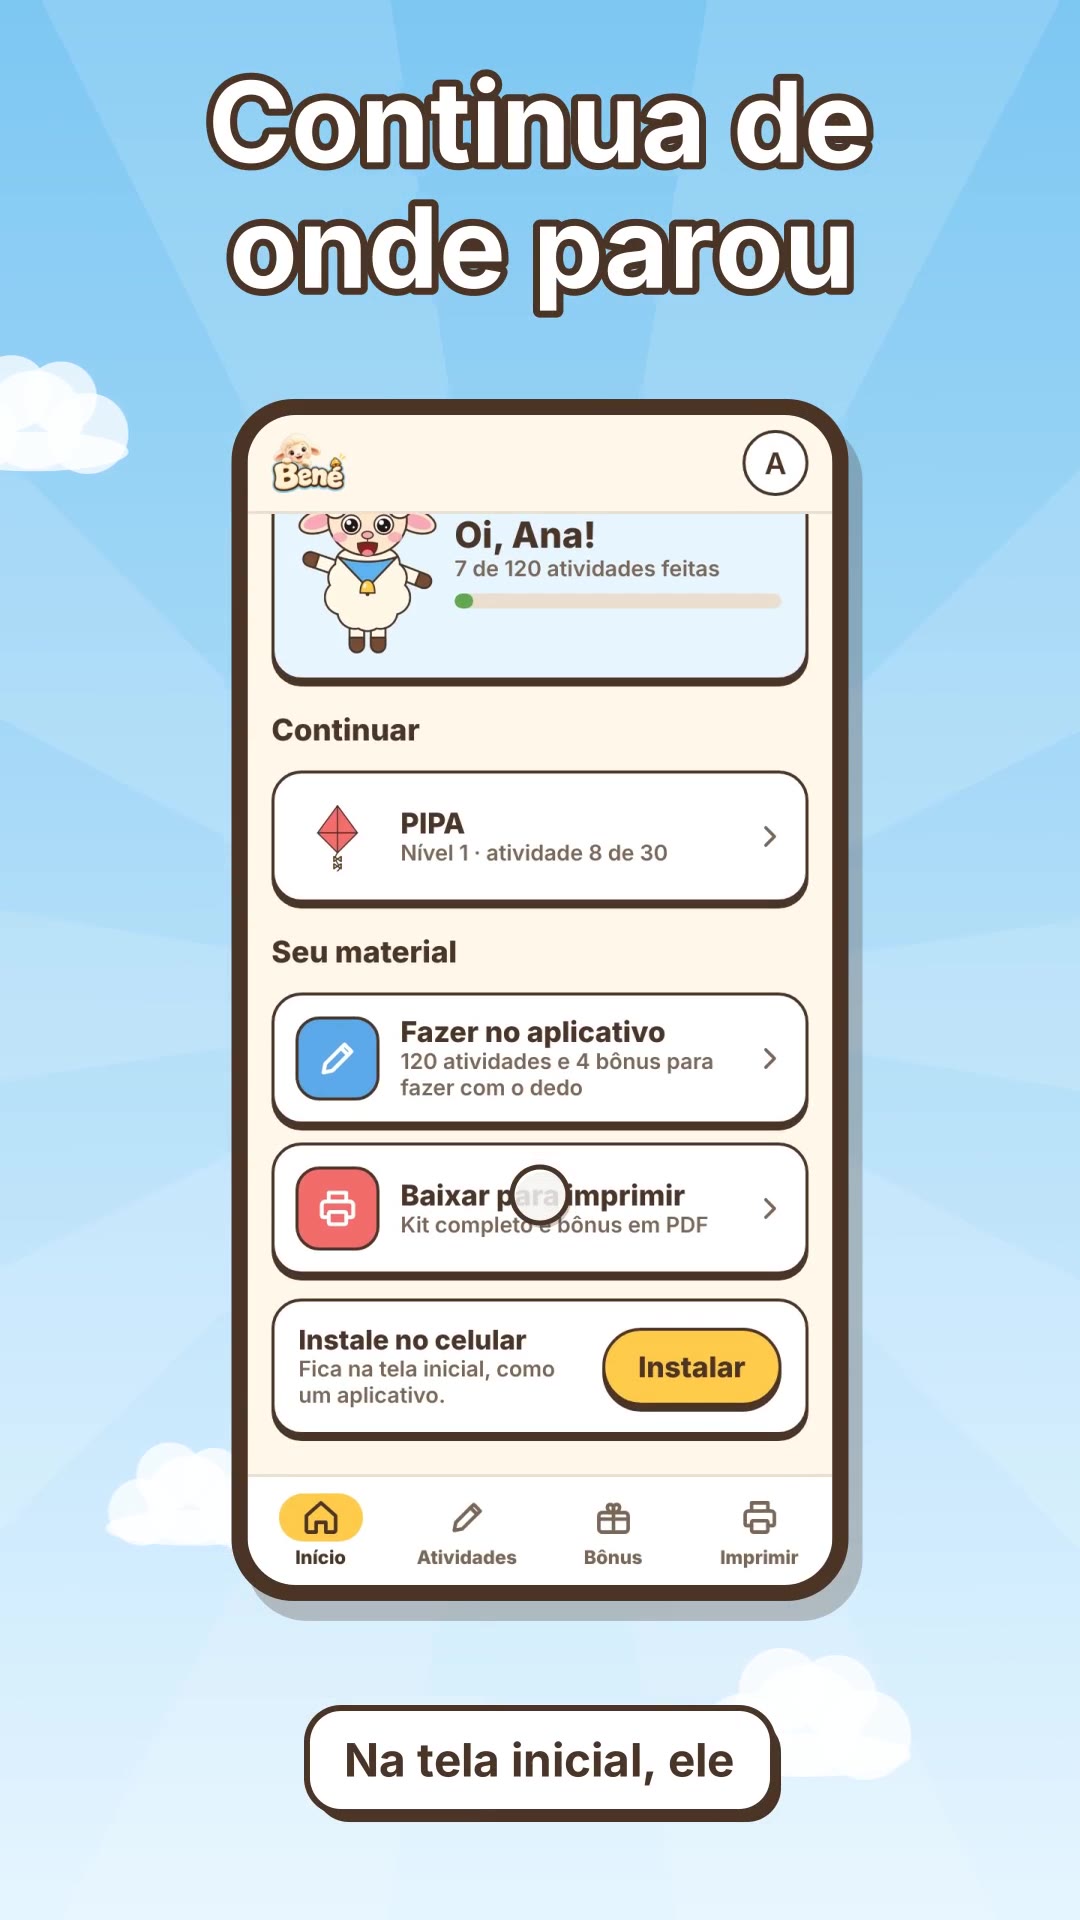 Continua de
onde parou
Bené
A
Oi, Ana!
7 de 120 atividades feitas
Continuar
PIPA
Nível 1 · atividade 8 de 30
Seu material
Fazer no aplicativo
120 atividades e 4 bônus para
fazer com o dedo
Baixar para imprimir
Kit completo e bônus em PDF
Instale no celular
Fica na tela inicial, como
um aplicativo.
Instalar
Início
Atividades
Bônus
Imprimir
Na tela inicial, ele